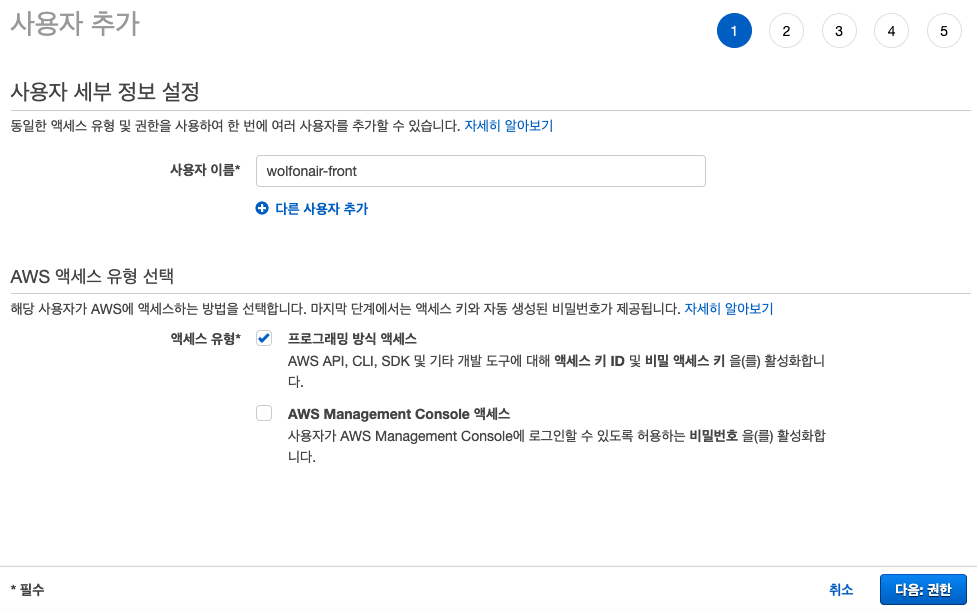 사용자 추가
1 2 3 4 5
사용자 세부 정보 설정
동일한 액세스 유형 및 권한을 사용하여 한 번에 여러 사용자를 추가할 수 있습니다. 자세히 알아보기
사용자 이름* wolfonair-front
다른 사용자 추가
AWS 액세스 유형 선택
해당 사용자가 AWS에 액세스하는 방법을 선택합니다. 마지막 단계에서는 액세스 키와 자동 생성된 비밀번호가 제공됩니다. 자세히 알아보기
액세스 유형* 프로그래밍 방식 액세스
AWS API, CLI, SDK 및 기타 개발 도구에 대해 액세스 키 ID 및 비밀 액세스 키 을(를) 활성화합니
다.
AWS Management Console 액세스
사용자가 AWS Management Console에 로그인할 수 있도록 허용하는 비밀번호 을(를) 활성화합
니다.
* 필수 취소 다음: 권한